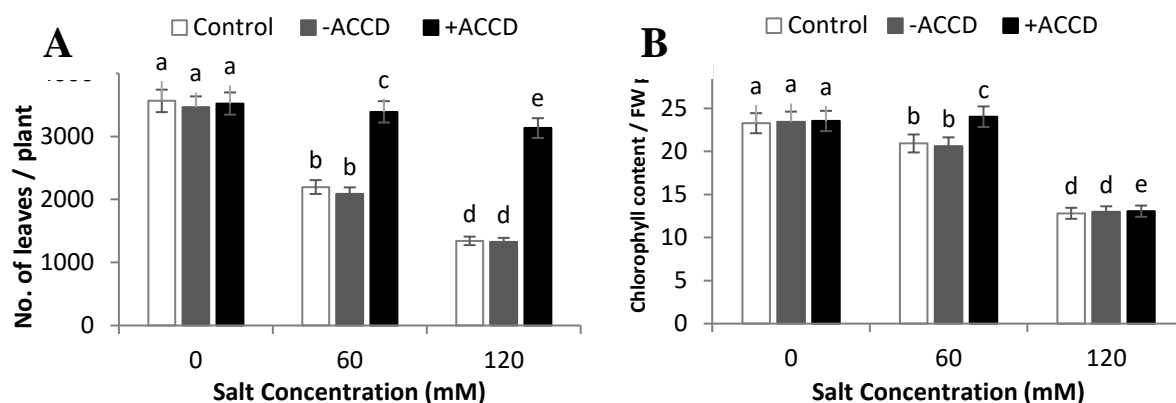 A
Control -ACCD +ACCD
No. of leaves / plant
3000
2000
1000
0
a a a
b b c
d d e
0 60 120
Salt Concentration (mM)
B
Control -ACCD +ACCD
Chlorophyll content / FW
25
20
15
10
5
0
a a a
b b c
d d e
0 60 120
Salt Concentration (mM)